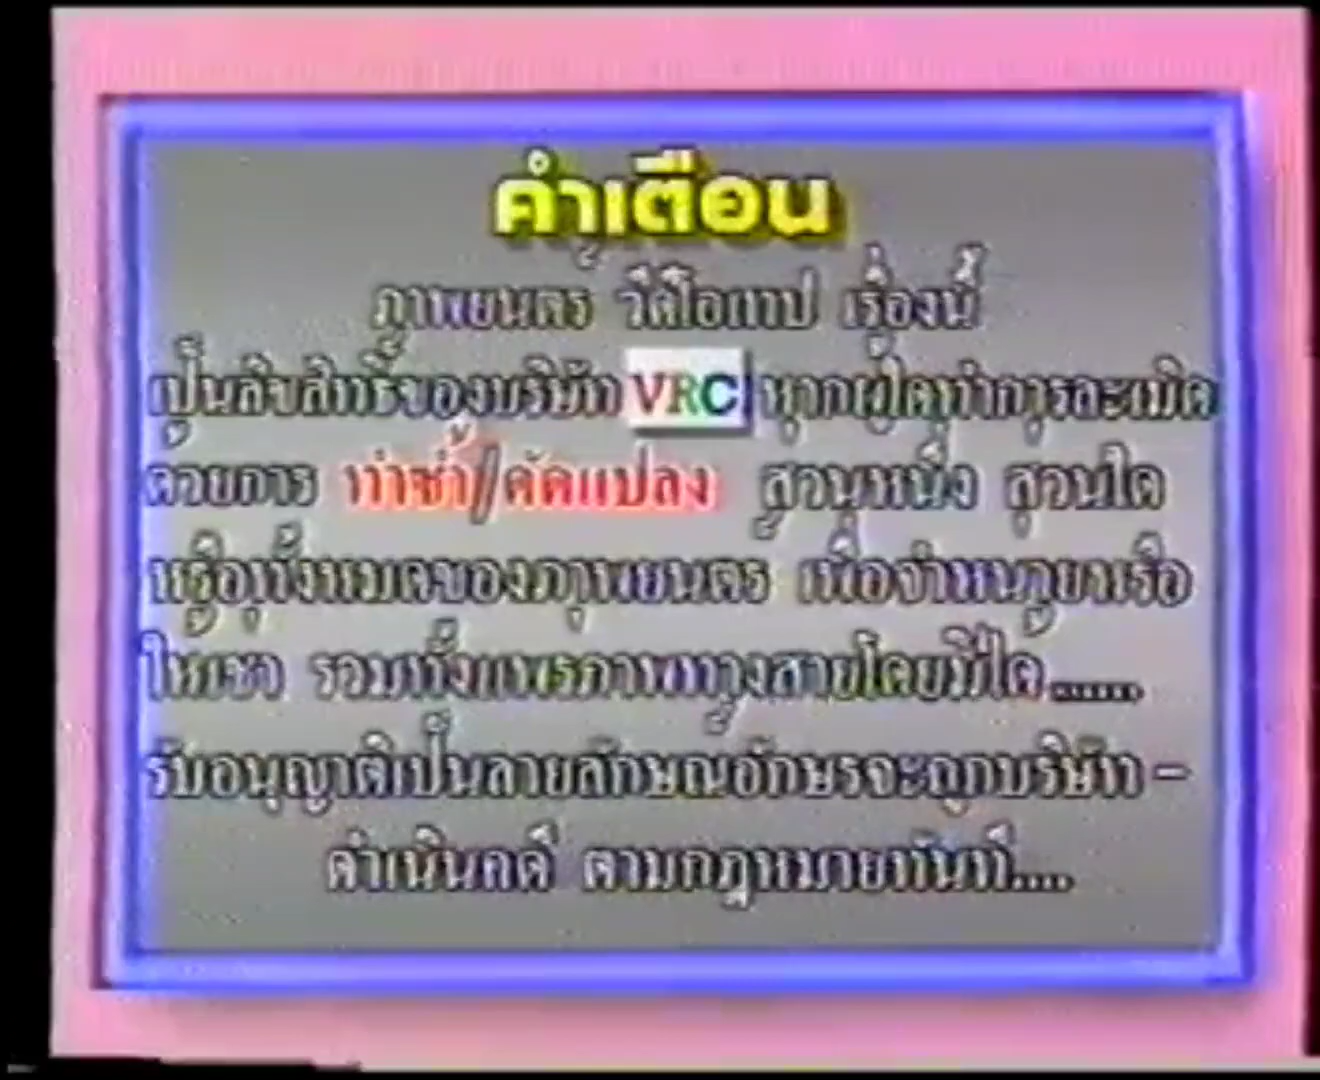 คำเตือน
ภาพยนตร์ วีดีโอเทป เรื่องนี้
เป็นลิขสิทธิ์ของบริษัท VRC หากผู้ใดทำการละเมิด
ด้วยการ ทำซ้ำ/ดัดแปลง ส่วนหนึ่ง ส่วนใด
หรือทั้งหมดของภาพยนตร์ เพื่อจำหน่ายหรือ
ให้เช่า รวมทั้งแพร่ภาพทางสายโดยมิได้......
รับอนุญาติเป็นลายลักษณ์อักษรจะถูกบริษัท -
ดำเนินคดี ตามกฎหมายทันที....